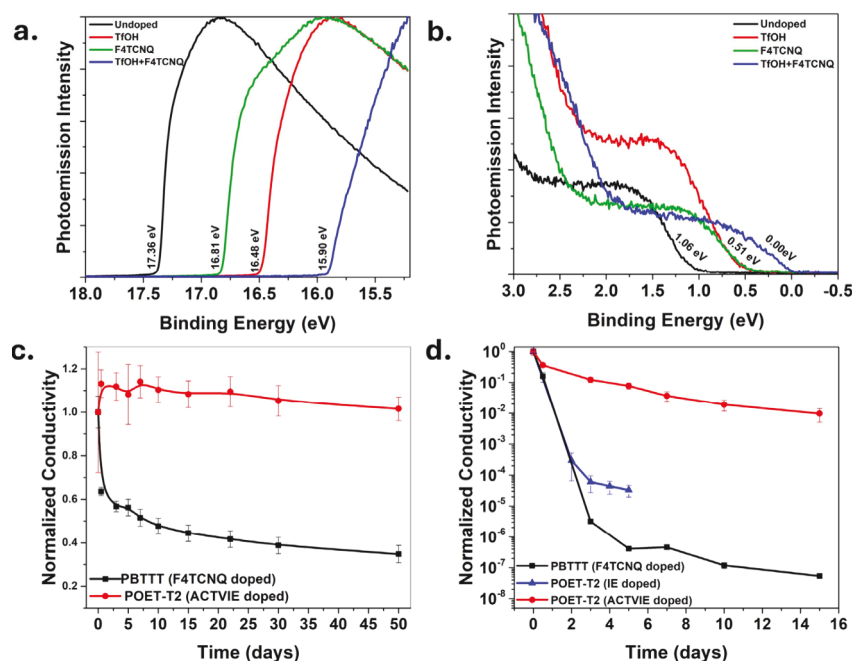 a.
Photoemission Intensity
Undoped
TfOH
F4TCNQ
TfOH+F4TCNQ
17.36 eV
16.81 eV
16.48 eV
15.90 eV
18.0 17.5 16.8 16.5 16.0 15.5
Binding Energy (eV)
b.
Photoemission Intensity
Undoped
TfOH
F4TCNQ
TfOH+F4TCNQ
1.06 eV
0.51 eV
0.00eV
3.0 2.5 2.0 1.5 1.0 0.5 0.0 -0.5
Binding Energy (eV)
c.
Normalized Conductivity
1.2
1.0
0.8
0.6
0.4
0.2
PBTTT (F4TCNQ doped)
POET-T2 (ACTVIE doped)
0 5 10 15 20 25 30 35 40 45 50
Time (days)
d.
Normalized Conductivity
10^0
10^-1
10^-2
10^-3
10^-4
10^-5
10^-6
10^-7
10^-8
PBTTT (F4TCNQ doped)
POET-T2 (IE doped)
POET-T2 (ACTVIE doped)
0 2 4 6 8 10 12 14 16
Time (days)